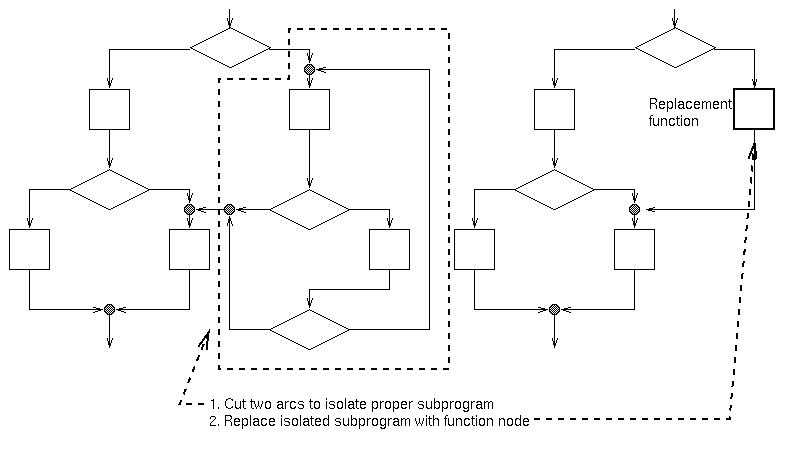 Replacement
function
1. Cut two arcs to isolate proper subprogram
2. Replace isolated subprogram with function node